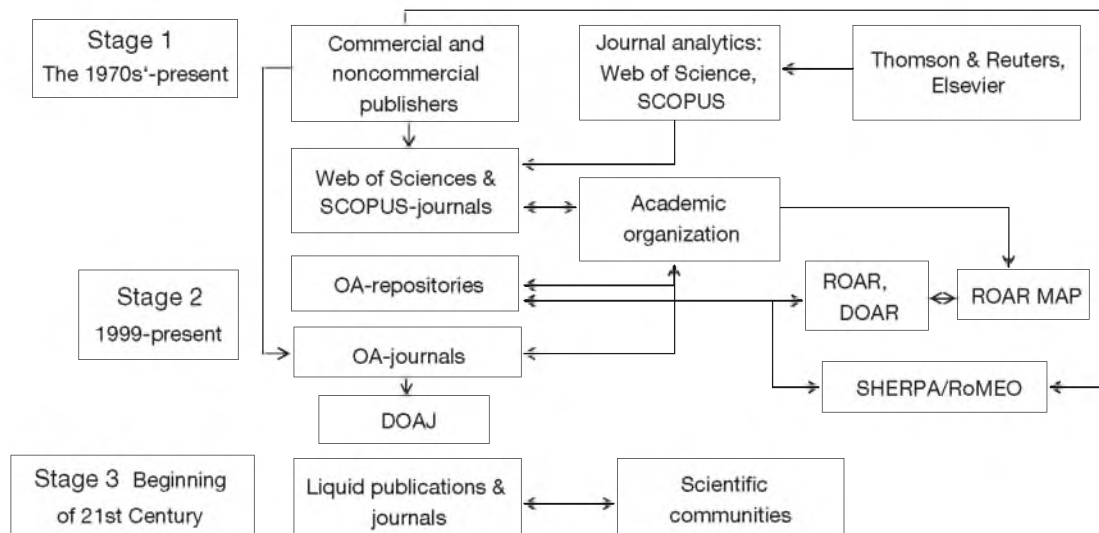 Stage 1
The 1970s‘-present
Commercial and
noncommercial
publishers
Journal analytics:
Web of Science,
SCOPUS
Thomson & Reuters,
Elsevier
Web of Sciences &
SCOPUS-journals
Academic
organization
Stage 2
1999-present
OA-repositories
ROAR,
DOAR
ROAR MAP
OA-journals
SHERPA/RoMEO
DOAJ
Stage 3 Beginning
of 21st Century
Liquid publications &
journals
Scientific
communities